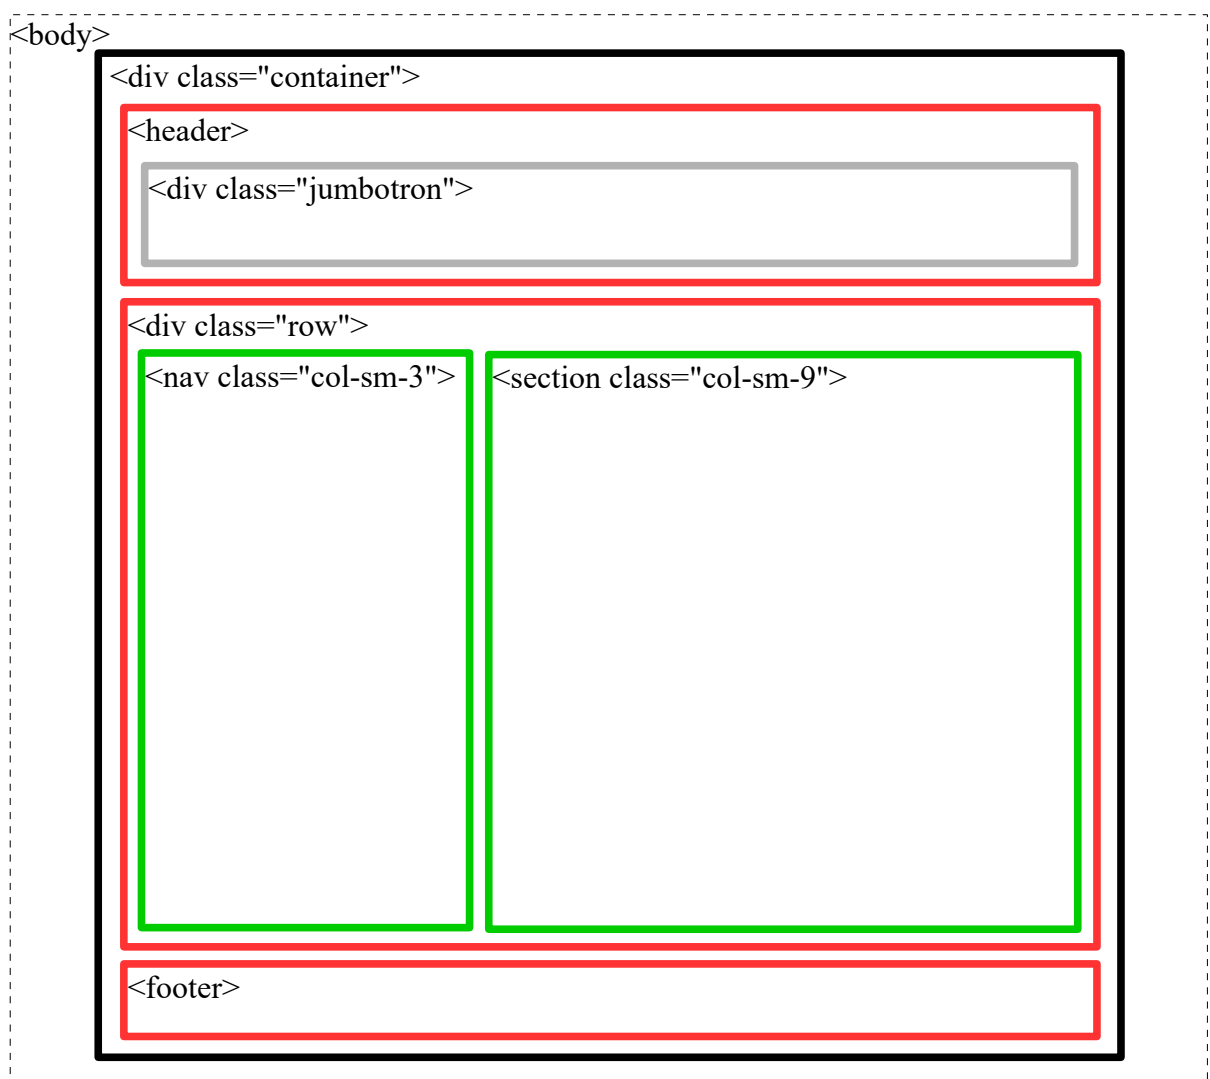 <body>
<div class="container">
<header>
<div class="jumbotron">
<div class="row">
<nav class="col-sm-3">
<section class="col-sm-9">
<footer>